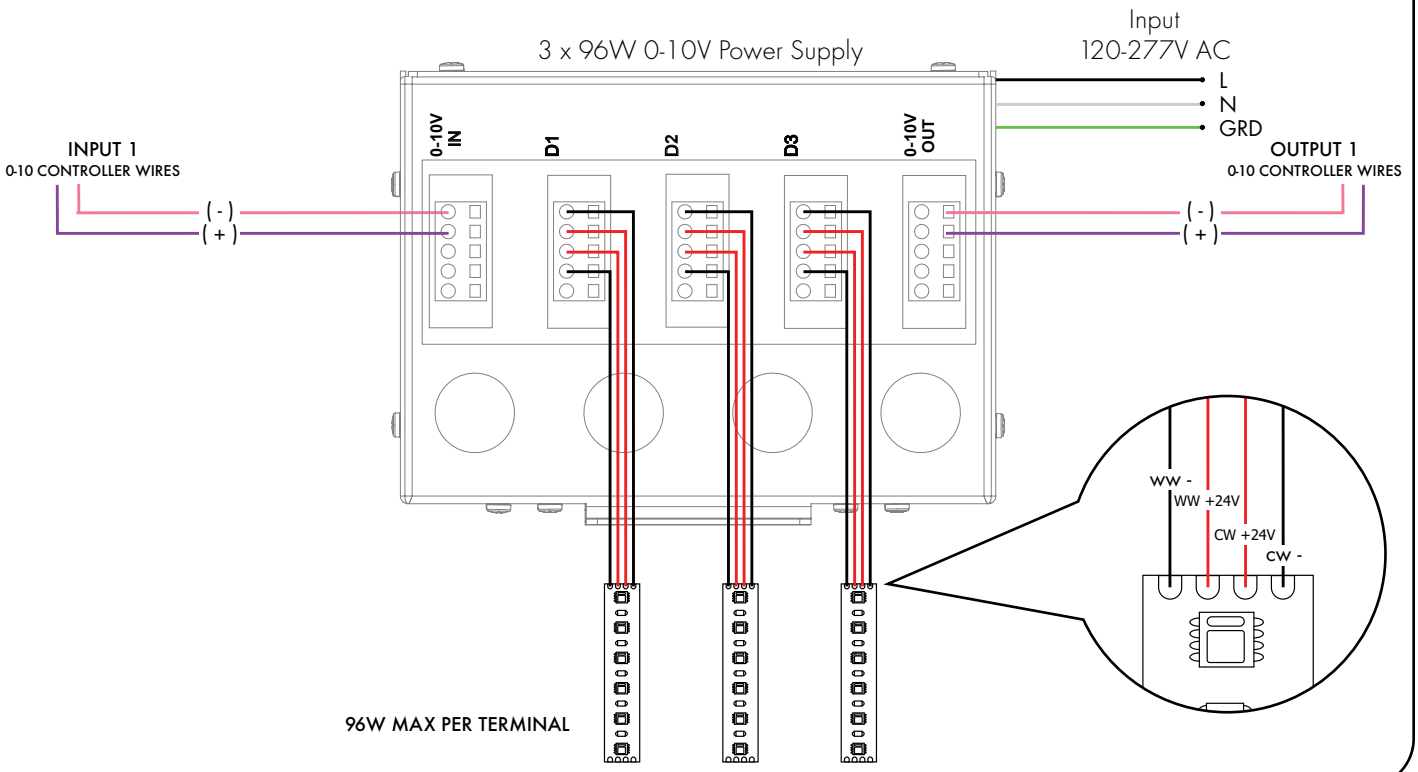 Input
120-277V AC
3 x 96W 0-10V Power Supply
L
N
GRD
0-10V
IN
D1
D2
D3
0-10V
OUT
INPUT 1
0-10 CONTROLLER WIRES
OUTPUT 1
0-10 CONTROLLER WIRES
( - )
( + )
( - )
( + )
WW -
WW +24V
CW +24V
CW -
96W MAX PER TERMINAL